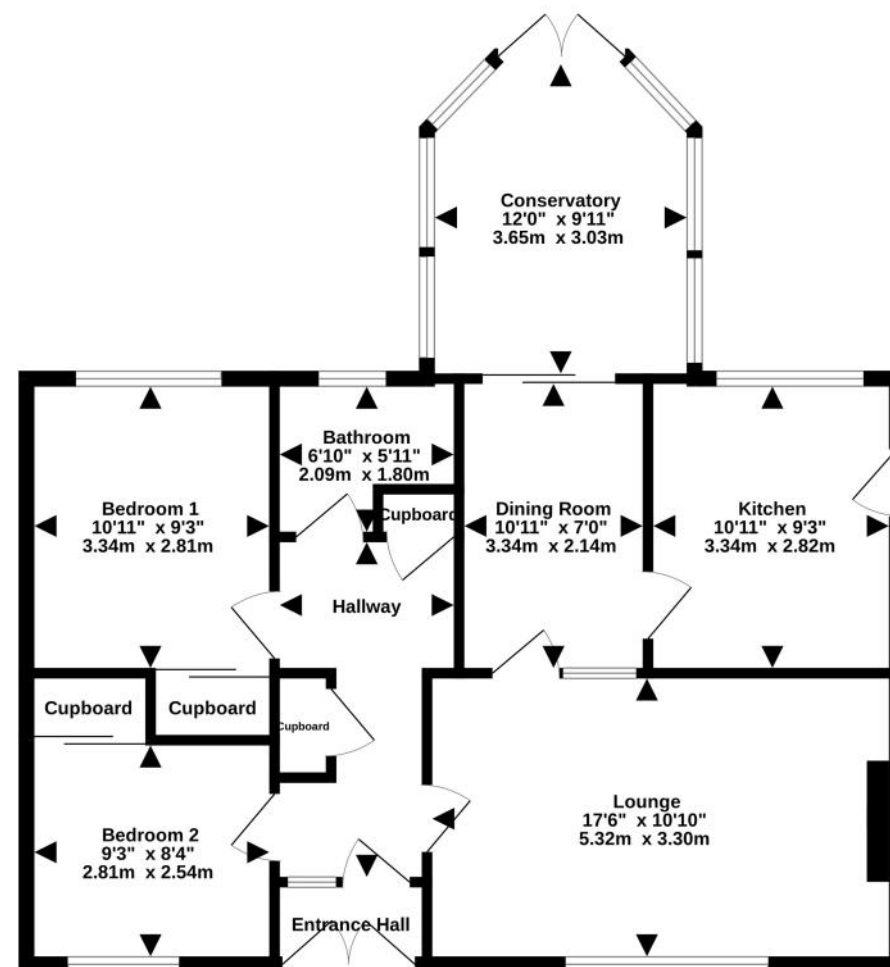 Conservatory
12'0" x 9'11"
3.65m x 3.03m
Bathroom
6'10" x 5'11"
2.09m x 1.80m
Bedroom 1
10'11" x 9'3"
3.34m x 2.81m
Cupboard
Dining Room
10'11" x 7'0"
3.34m x 2.14m
Kitchen
10'11" x 9'3"
3.34m x 2.82m
Hallway
Cupboard
Cupboard
Cupboard
Bedroom 2
9'3" x 8'4"
2.81m x 2.54m
Lounge
17'6" x 10'10"
5.32m x 3.30m
Entrance Hall